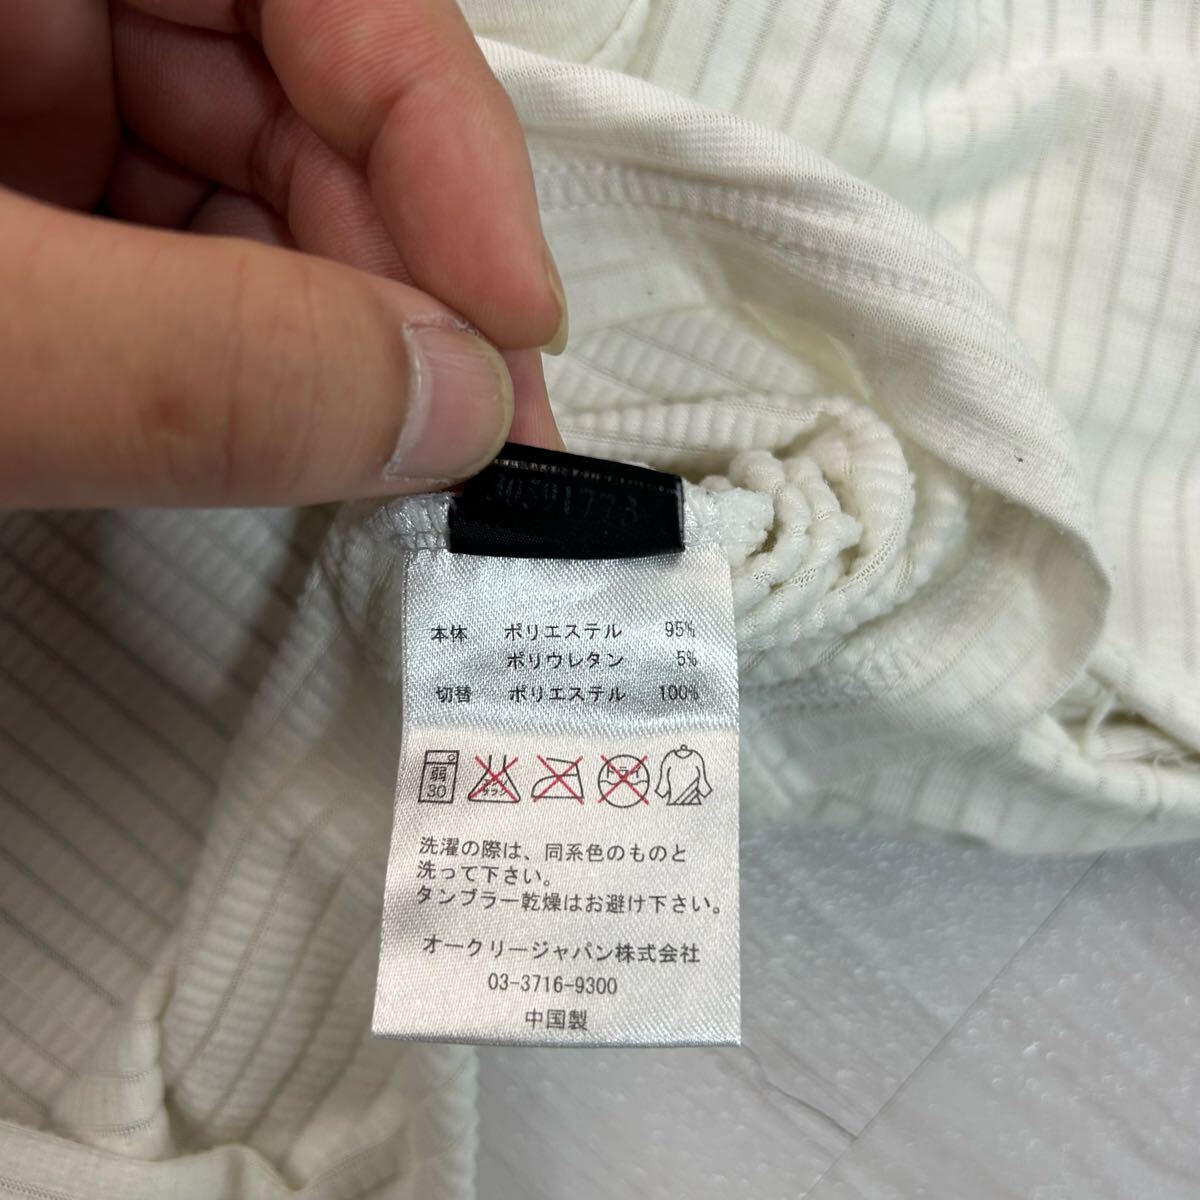 本体 ポリエステル 95%
ポリウレタン 5%
切替 ポリエステル 100%
弱
30
ドライ
洗濯の際は、同系色のものと
洗って下さい。
タンブラー乾燥はお避け下さい。
オークリージャパン株式会社
03-3716-9300
中国製